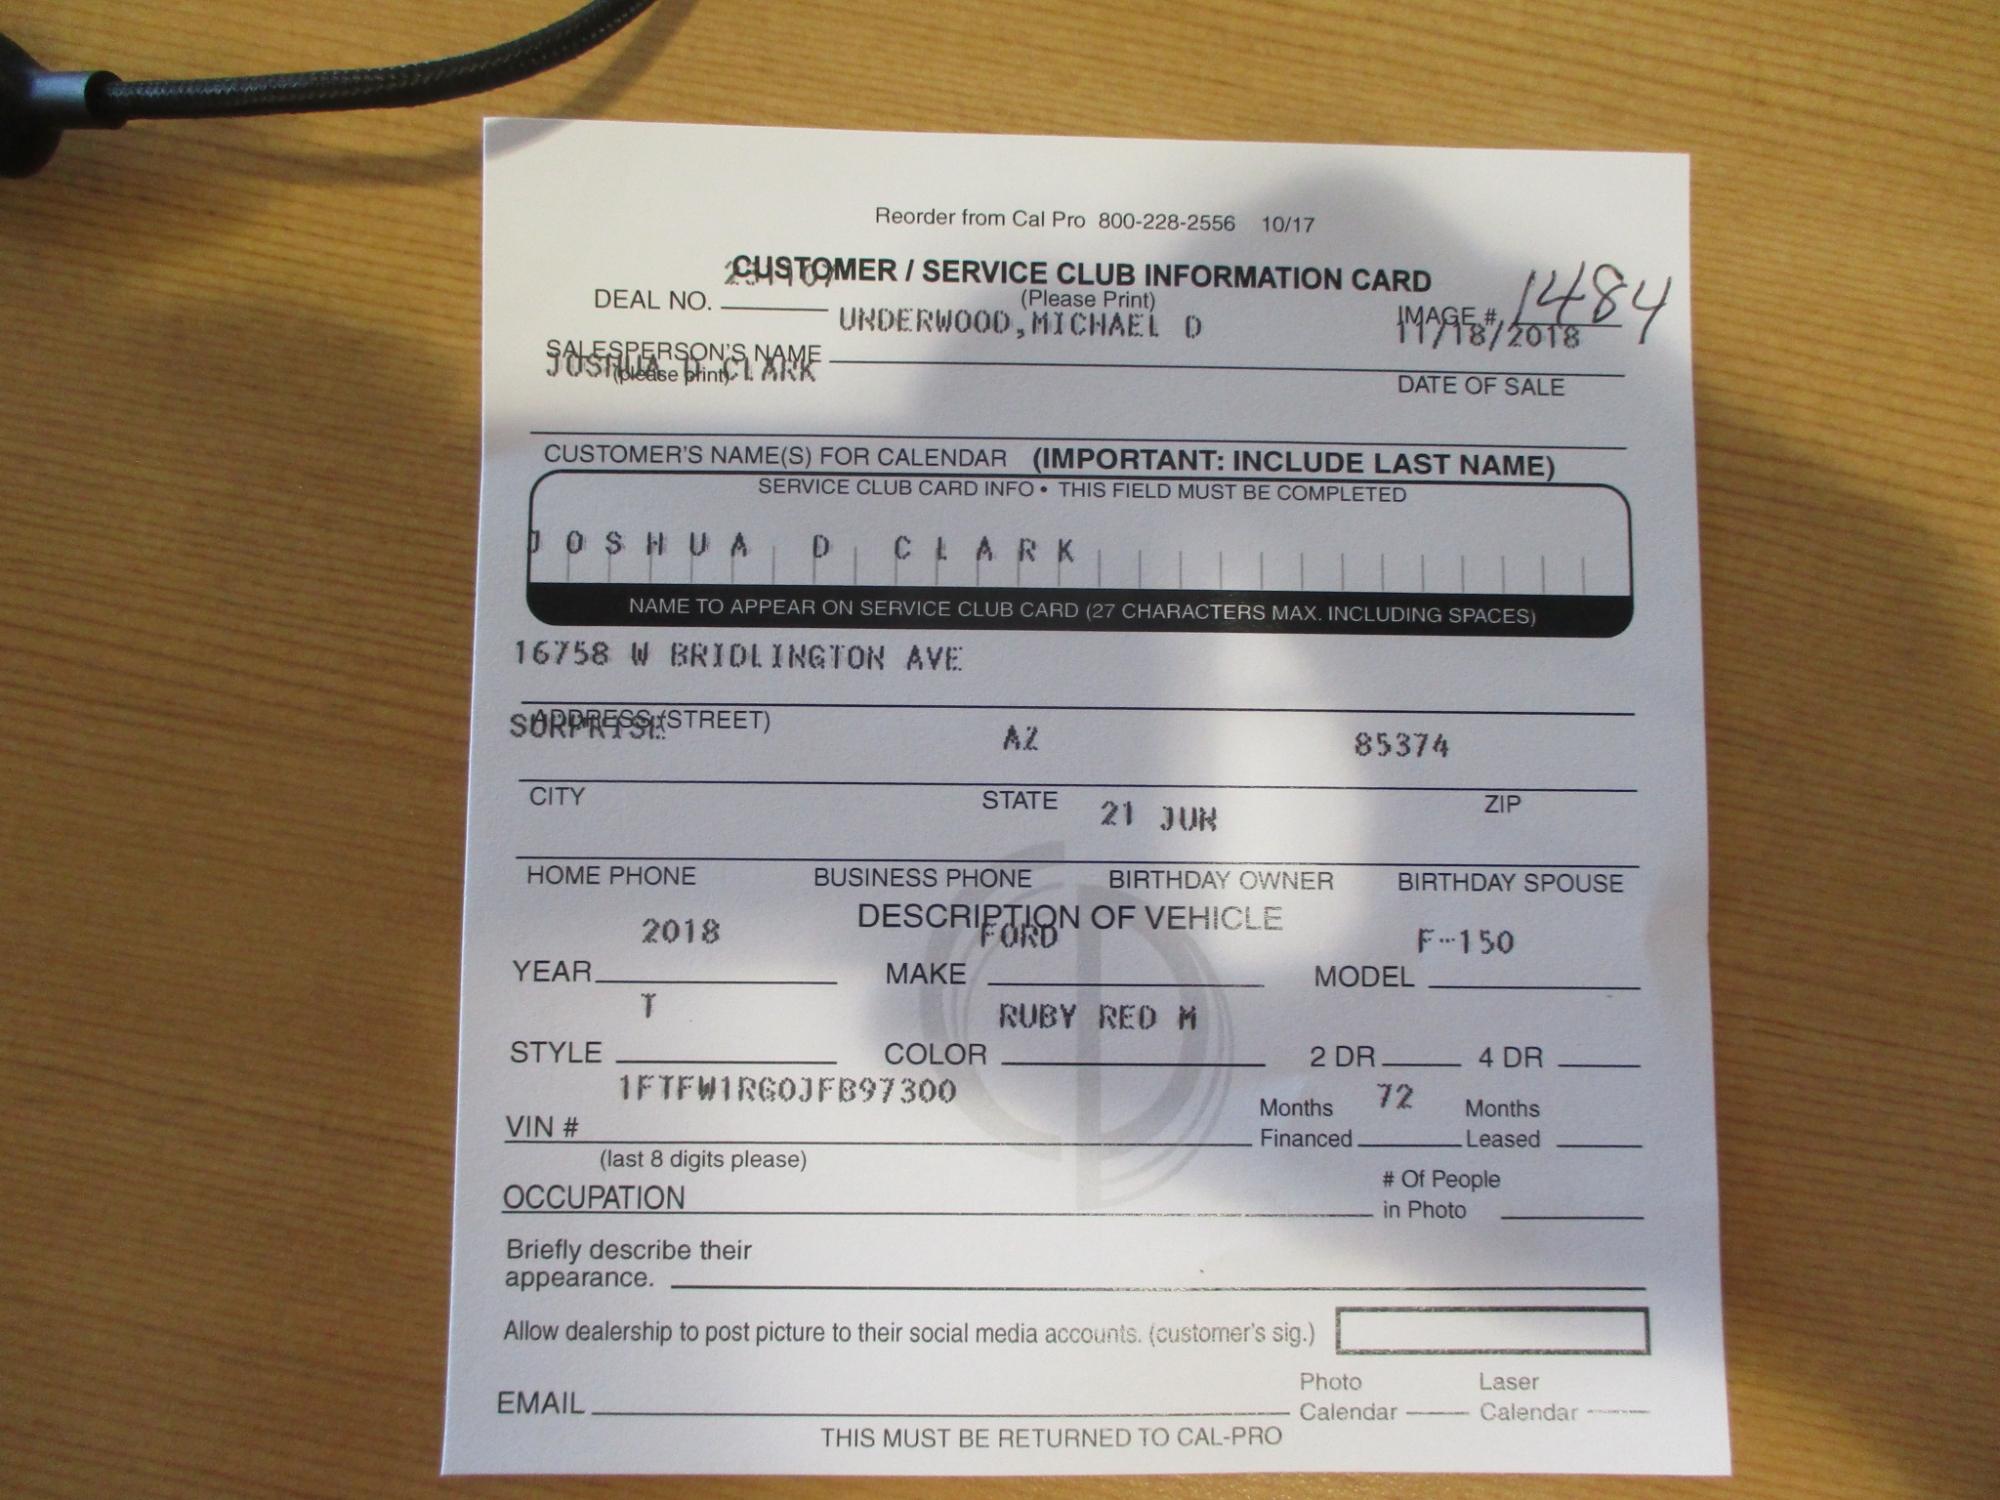 Reorder from Cal Pro 800-228-2556 10/17
CUSTOMER / SERVICE CLUB INFORMATION CARD
(Please Print)
DEAL NO.
IMAGE # 1484
UNDERWOOD,MICHAEL D
11/18/2018
SALESPERSON'S NAME
(please print)
JOSHUA D CLARK
DATE OF SALE
CUSTOMER'S NAME(S) FOR CALENDAR (IMPORTANT: INCLUDE LAST NAME)
SERVICE CLUB CARD INFO • THIS FIELD MUST BE COMPLETED
JOSHUA D CLARK
NAME TO APPEAR ON SERVICE CLUB CARD (27 CHARACTERS MAX. INCLUDING SPACES)
16758 W BRIDLINGTON AVE
ADDRESS (STREET)
SURPRISE AZ 85374
CITY STATE ZIP
21 JUN
HOME PHONE BUSINESS PHONE BIRTHDAY OWNER BIRTHDAY SPOUSE
DESCRIPTION OF VEHICLE
2018 FORD F-150
YEAR MAKE MODEL
T RUBY RED M
STYLE COLOR 2 DR 4 DR
1FTFW1RG0JFB97300 72
VIN # Months Financed Months Leased
(last 8 digits please)
OCCUPATION # Of People in Photo
Briefly describe their
appearance.
Allow dealership to post picture to their social media accounts. (customer's sig.)
EMAIL Photo Calendar Laser Calendar
THIS MUST BE RETURNED TO CAL-PRO